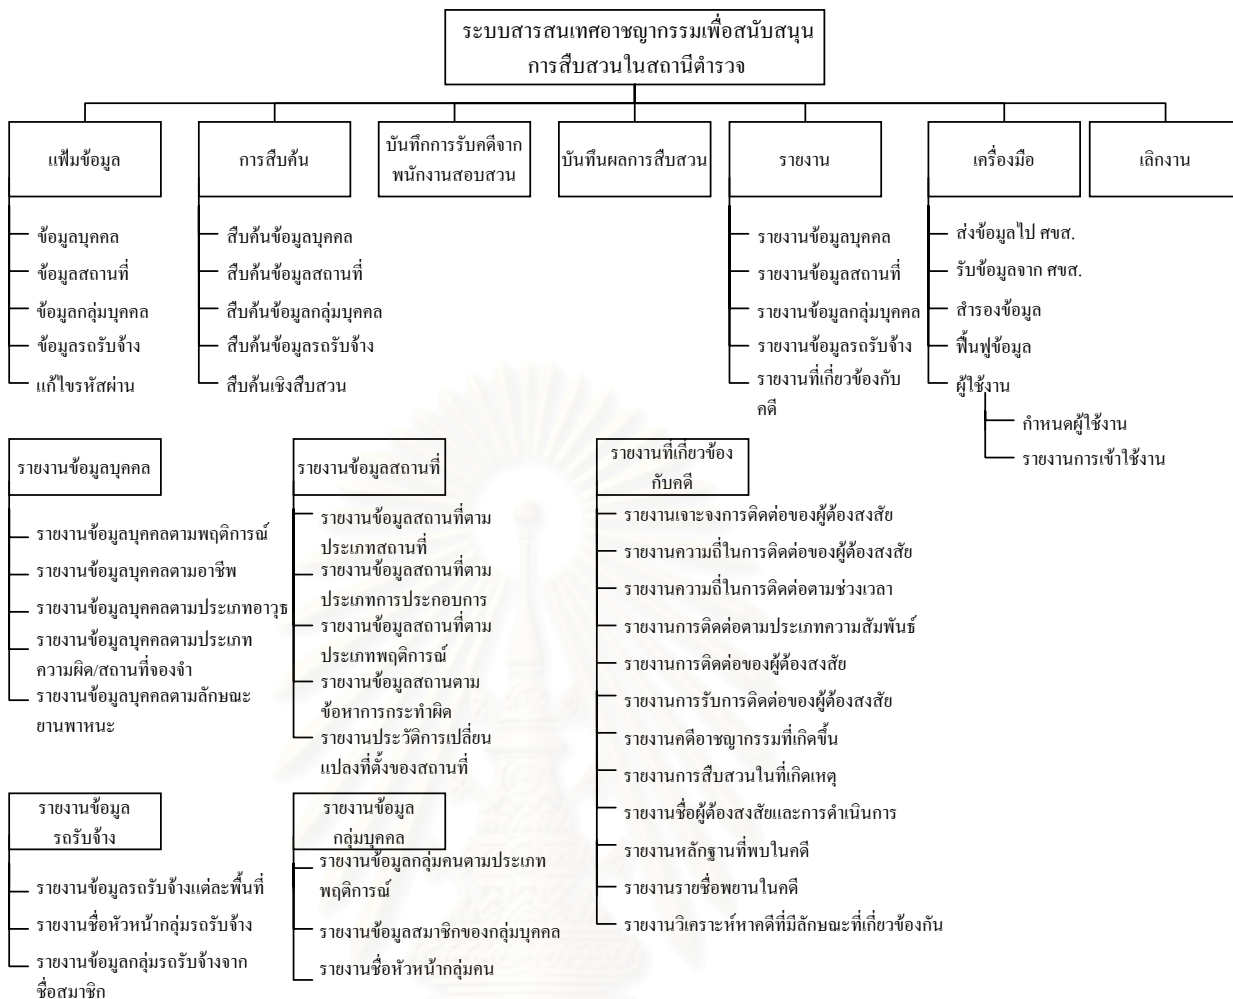 ระบบสารสนเทศอาชญากรรมเพื่อสนับสนุน
การสืบสวนในสถานีตำรวจ
แฟ้มข้อมูล
ข้อมูลบุคคล
ข้อมูลสถานที่
ข้อมูลกลุ่มบุคคล
ข้อมูลรถรับจ้าง
แก้ไขรหัสผ่าน
การสืบค้น
สืบค้นข้อมูลบุคคล
สืบค้นข้อมูลสถานที่
สืบค้นข้อมูลกลุ่มบุคคล
สืบค้นข้อมูลรถรับจ้าง
สืบค้นเชิงสืบสวน
บันทึกการรับคดีจาก
พนักงานสอบสวน
บันทึนผลการสืบสวน
รายงาน
รายงานข้อมูลบุคคล
รายงานข้อมูลสถานที่
รายงานข้อมูลกลุ่มบุคคล
รายงานข้อมูลรถรับจ้าง
รายงานที่เกี่ยวข้องกับ
คดี
เครื่องมือ
ส่งข้อมูลไป ศขส.
รับข้อมูลจาก ศขส.
สำรองข้อมูล
ฟื้นฟูข้อมูล
ผู้ใช้งาน
กำหนดผู้ใช้งาน
รายงานการเข้าใช้งาน
เลิกงาน
รายงานข้อมูลบุคคล
รายงานข้อมูลบุคคลตามพฤติการณ์
รายงานข้อมูลบุคคลตามอาชีพ
รายงานข้อมูลบุคคลตามประเภทอาวุธ
รายงานข้อมูลบุคคลตามประเภท
ความผิด/สถานที่จองจำ
รายงานข้อมูลบุคคลตามลักษณะ
ยานพาหนะ
รายงานข้อมูลสถานที่
รายงานข้อมูลสถานที่ตาม
ประเภทสถานที่
รายงานข้อมูลสถานที่ตาม
ประเภทการประกอบการ
รายงานข้อมูลสถานที่ตาม
ประเภทพฤติการณ์
รายงานข้อมูลสถานตาม
ข้อหาการกระทำผิด
รายงานประวัติการเปลี่ยน
แปลงที่ตั้งของสถานที่
รายงานที่เกี่ยวข้อง
กับคดี
รายงานเจาะจงการติดต่อของผู้ต้องสงสัย
รายงานความถี่ในการติดต่อของผู้ต้องสงสัย
รายงานความถี่ในการติดต่อตามช่วงเวลา
รายงานการติดต่อตามประเภทความสัมพันธ์
รายงานการติดต่อของผู้ต้องสงสัย
รายงานการรับการติดต่อของผู้ต้องสงสัย
รายงานคดีอาชญากรรมที่เกิดขึ้น
รายงานการสืบสวนในที่เกิดเหตุ
รายงานชื่อผู้ต้องสงสัยและการดำเนินการ
รายงานหลักฐานที่พบในคดี
รายงานรายชื่อพยานในคดี
รายงานวิเคราะห์หาคดีที่มีลักษณะที่เกี่ยวข้องกัน
รายงานข้อมูล
รถรับจ้าง
รายงานข้อมูลรถรับจ้างแต่ละพื้นที่
รายงานชื่อหัวหน้ากลุ่มรถรับจ้าง
รายงานข้อมูลกลุ่มรถรับจ้างจาก
ชื่อสมาชิก
รายงานข้อมูล
กลุ่มบุคคล
รายงานข้อมูลกลุ่มคนตามประเภท
พฤติการณ์
รายงานข้อมูลสมาชิกของกลุ่มบุคคล
รายงานชื่อหัวหน้ากลุ่มคน